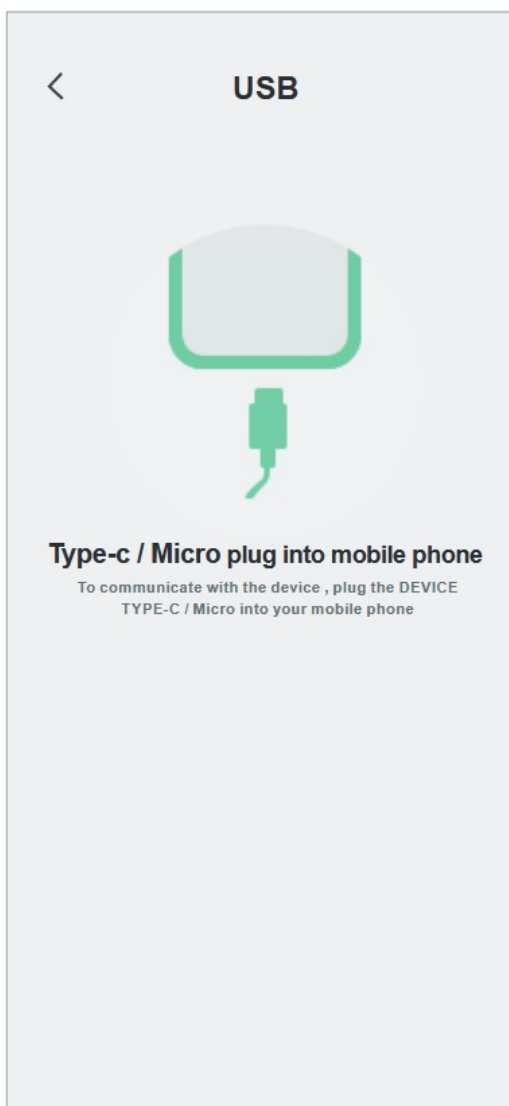 USB
Type-c / Micro plug into mobile phone
To communicate with the device , plug the DEVICE
TYPE-C / Micro into your mobile phone